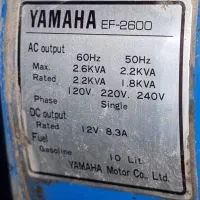 YAMAHA EF-2600
AC output
60Hz 50Hz
Max. 2.6KVA 2.2KVA
Rated 2.2KVA 1.8KVA
120V. 220V. 240V
Phase Single
DC output
Rated 12V 8.3A
Fuel
Gasoline 10 Lit
YAMAHA Motor Co., Ltd.